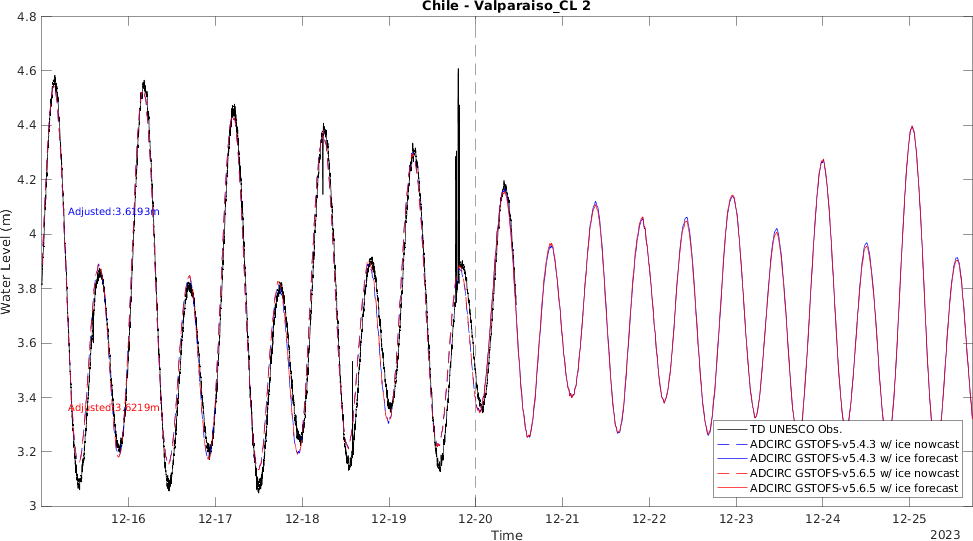 Chile - Valparaiso_CL 2
4.8
4.6
4.4
4.2
4
3.8
3.6
3.4
3.2
3
Water Level (m)
Adjusted:3.6193m
Adjusted:3.6219m
TD UNESCO Obs.
ADCIRC GSTOFS-v5.4.3 w/ ice nowcast
ADCIRC GSTOFS-v5.4.3 w/ ice forecast
ADCIRC GSTOFS-v5.6.5 w/ ice nowcast
ADCIRC GSTOFS-v5.6.5 w/ ice forecast
12-16 12-17 12-18 12-19 12-20 12-21 12-22 12-23 12-24 12-25
Time
2023